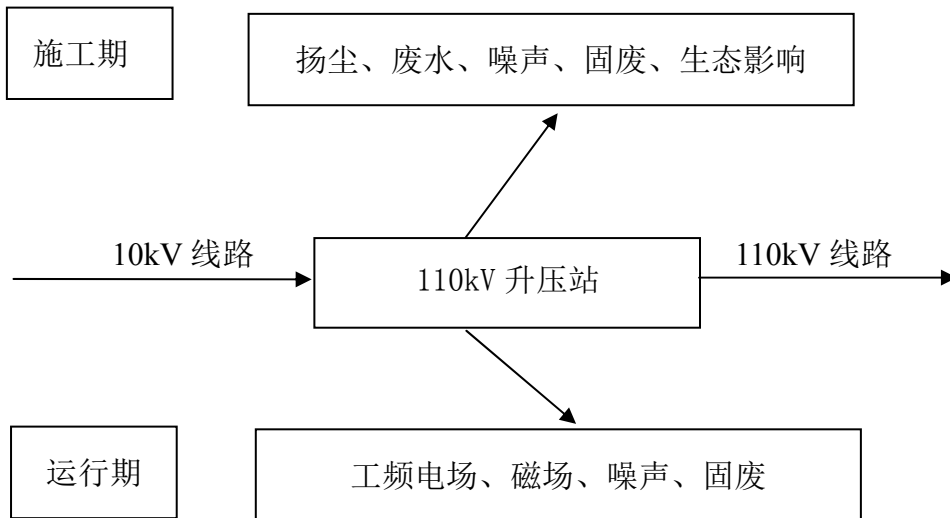 施工期
扬尘、废水、噪声、固废、生态影响
10kV 线路
110kV 升压站
110kV 线路
运行期
工频电场、磁场、噪声、固废